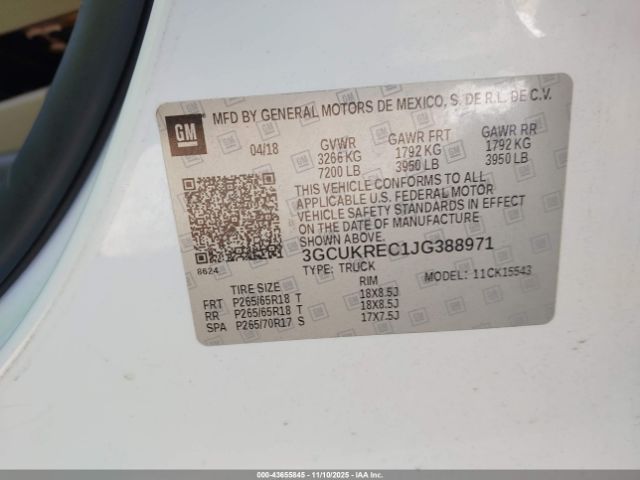 MFD BY GENERAL MOTORS DE MEXICO, S. DE R.L. DE C.V.
GM
04/18 GVWR GAWR FRT GAWR RR
3266 KG 1792 KG 1792 KG
7200 LB 3950 LB 3950 LB
THIS VEHICLE CONFORMS TO ALL
APPLICABLE U.S. FEDERAL MOTOR
VEHICLE SAFETY STANDARDS IN EFFECT
ON THE DATE OF MANUFACTURE
SHOWN ABOVE.
8624 3GCUKREC1JG388971
TYPE: TRUCK MODEL: 11CK15543
TIRE SIZE RIM
FRT P265/65R18 T 18X8.5J
RR P265/65R18 T 18X8.5J
SPA P265/70R17 S 17X7.5J
000-43655845 - 11/10/2025 - IAAI.CA